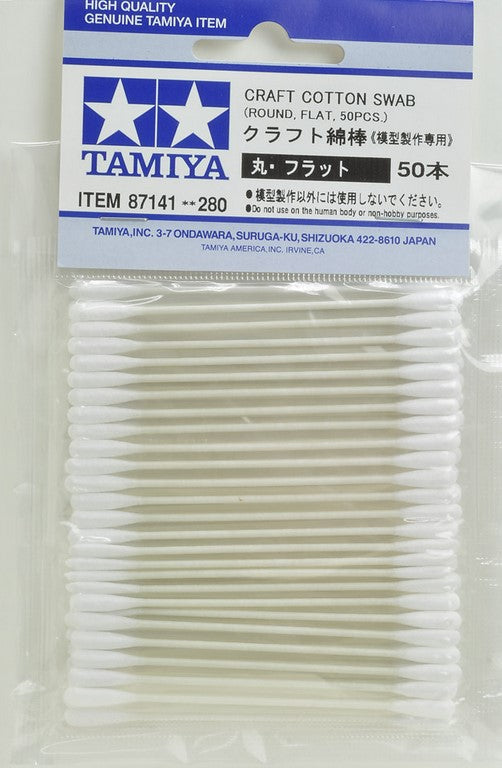 HIGH QUALITY
GENUINE TAMIYA ITEM
TAMIYA
CRAFT COTTON SWAB
(ROUND, FLAT, 50PCS.)
クラフト綿棒《模型製作専用》
丸・フラット 50本
ITEM 87141 **280
●模型製作以外には使用しないでください。
●Do not use on the human body or non-hobby purposes.
TAMIYA,INC. 3-7 ONDAWARA,SURUGA-KU,SHIZUOKA 422-8610 JAPAN
TAMIYA AMERICA,INC. IRVINE,CA